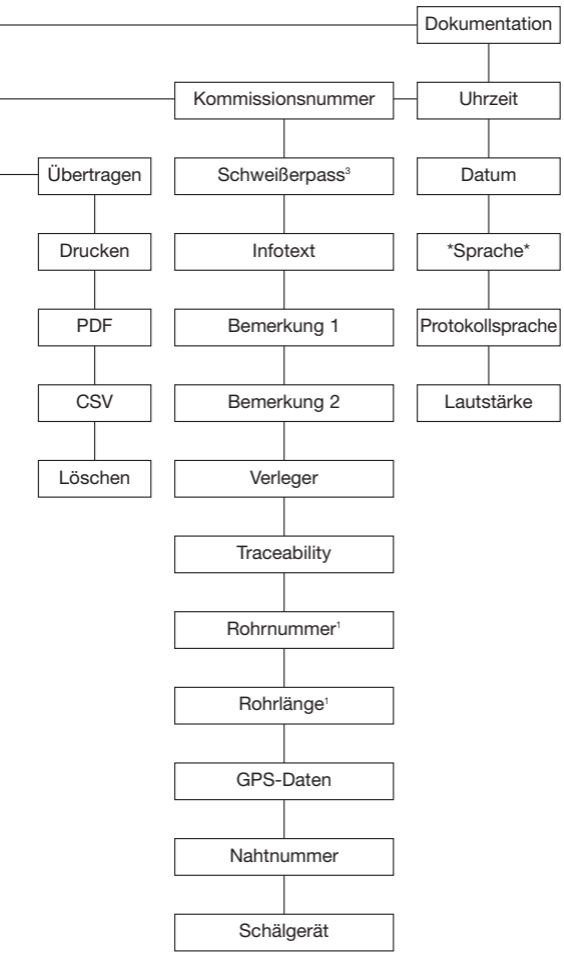 Dokumentation
Kommissionsnummer
Uhrzeit
Übertragen
Schweißerpass³
Datum
Drucken
Infotext
*Sprache*
PDF
Bemerkung 1
Protokollsprache
CSV
Bemerkung 2
Lautstärke
Löschen
Verleger
Traceability
Rohrnummer¹
Rohrlänge¹
GPS-Daten
Nahtnummer
Schälgerät